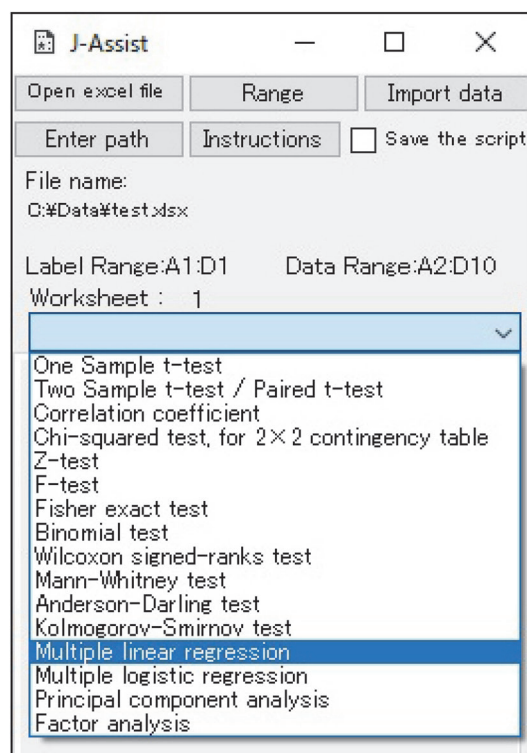 J-Assist
Open excel file Range Import data
Enter path Instructions Save the script
File name:
C:¥Data¥test.xlsx
Label Range:A1:D1 Data Range:A2:D10
Worksheet : 1
One Sample t-test
Two Sample t-test / Paired t-test
Correlation coefficient
Chi-squared test, for 2×2 contingency table
Z-test
F-test
Fisher exact test
Binomial test
Wilcoxon signed-ranks test
Mann-Whitney test
Anderson-Darling test
Kolmogorov-Smirnov test
Multiple linear regression
Multiple logistic regression
Principal component analysis
Factor analysis